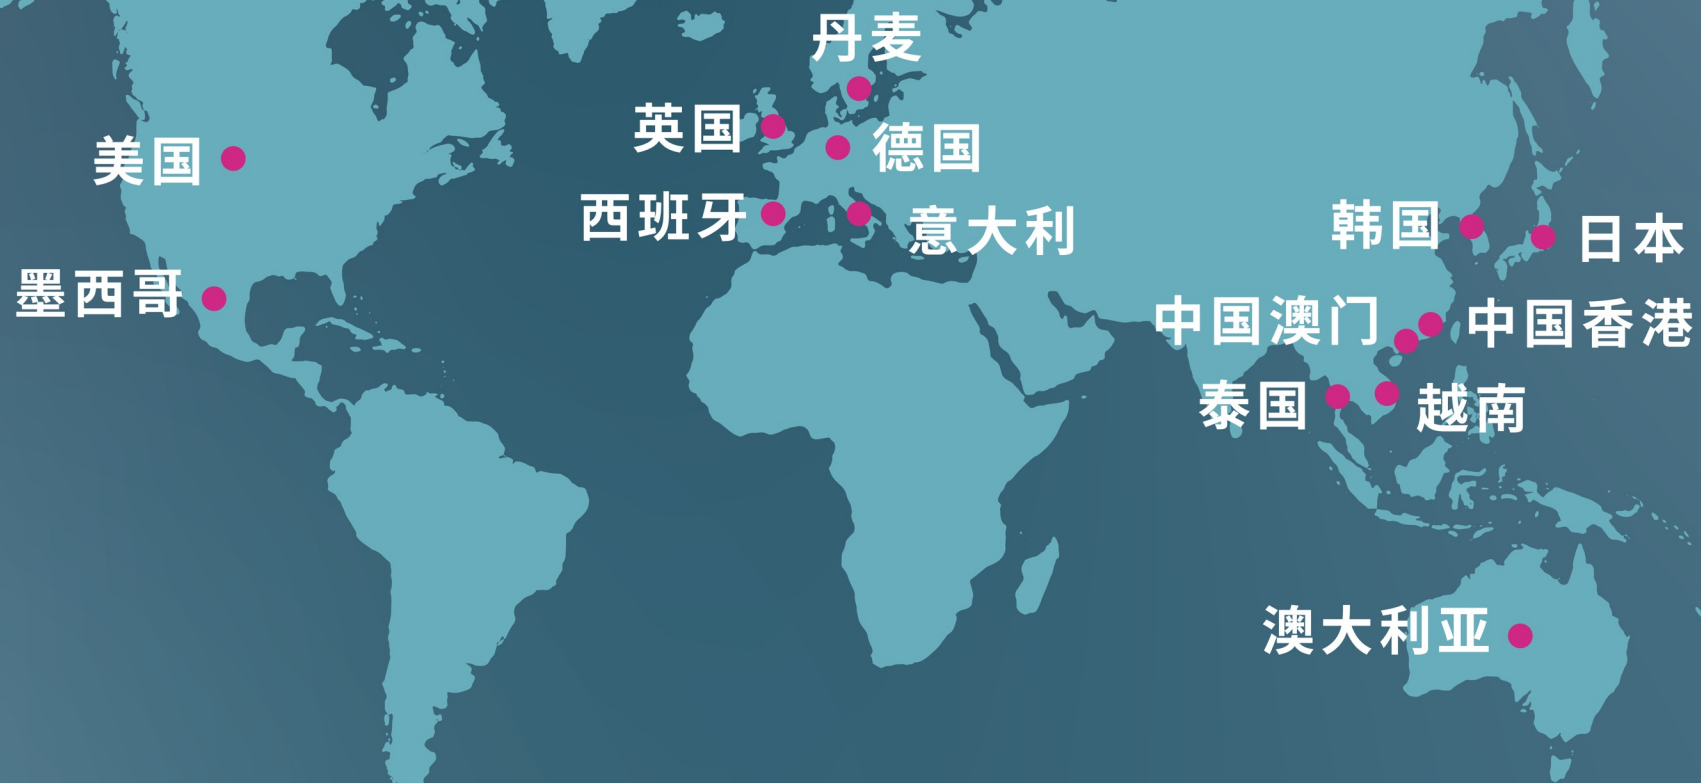 丹麦
英国
德国
美国
西班牙
意大利
韩国
日本
墨西哥
中国澳门
中国香港
泰国
越南
澳大利亚